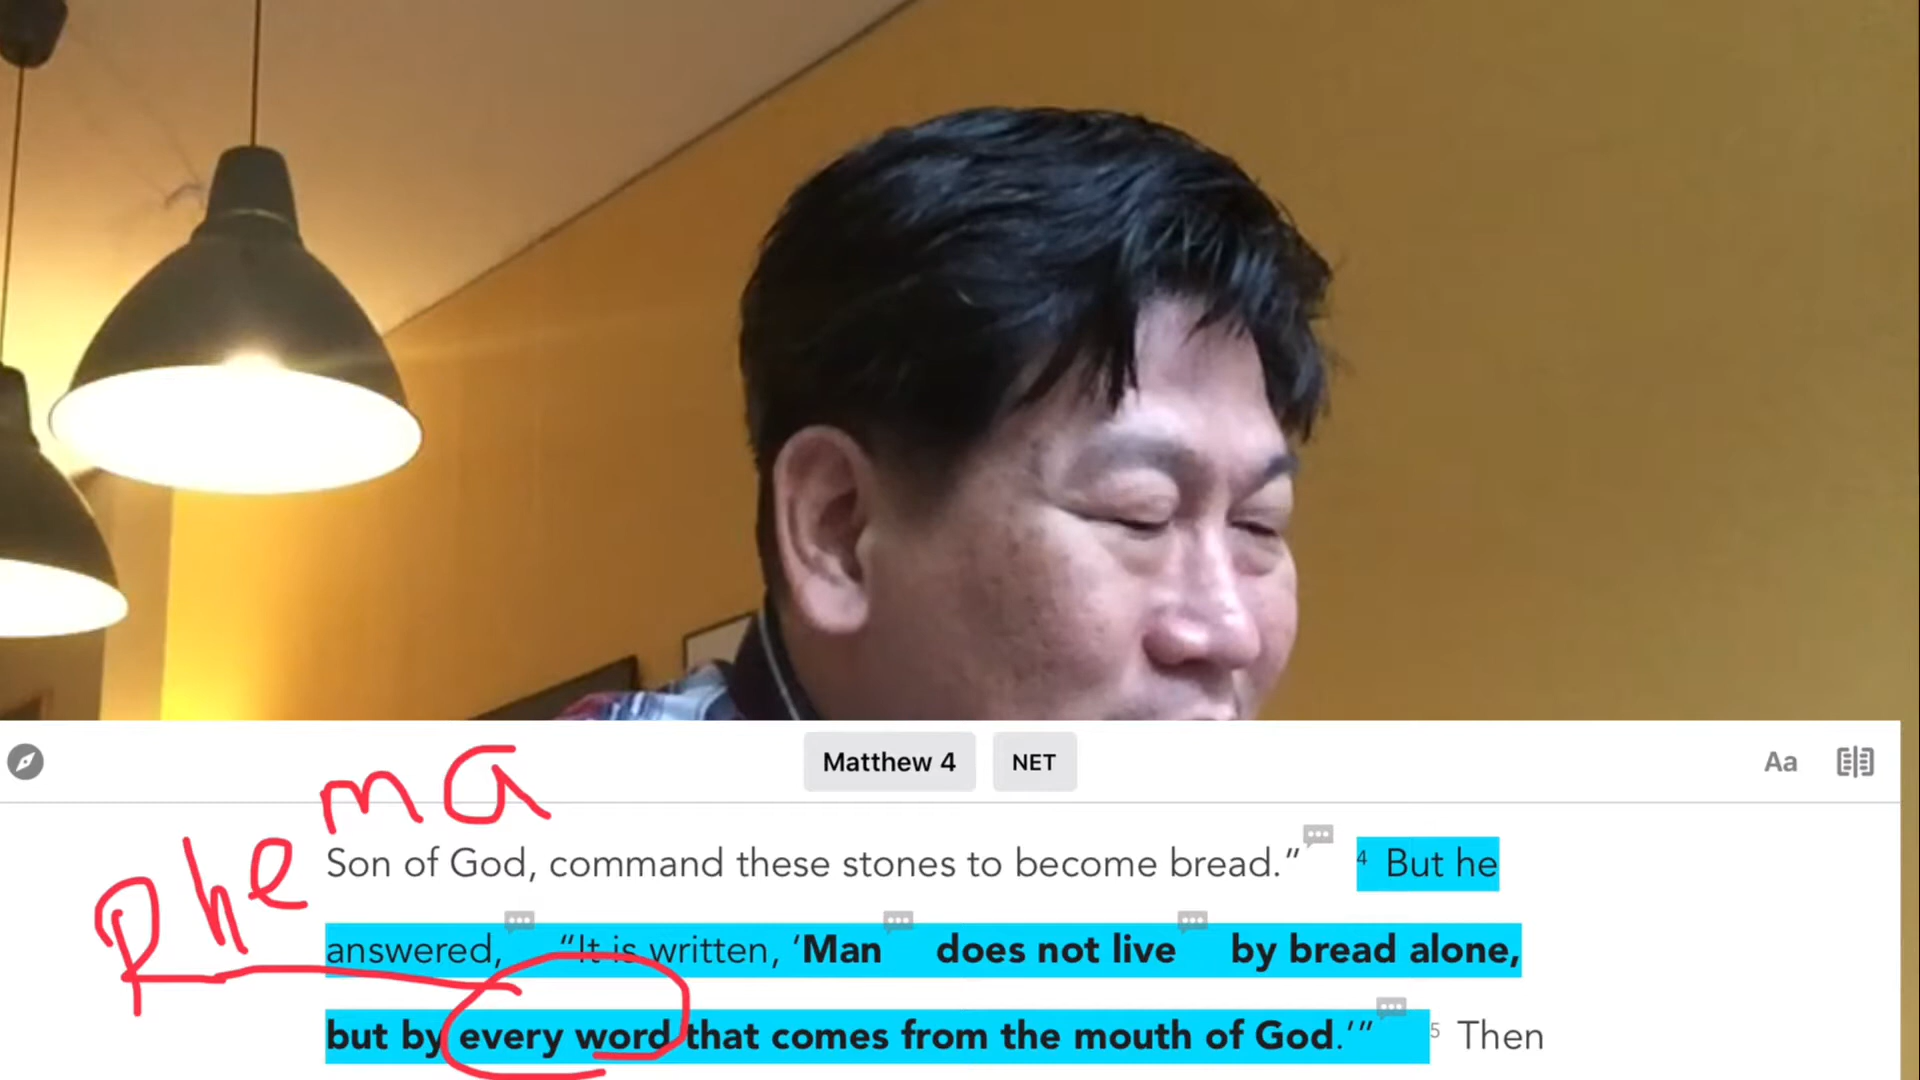 Matthew 4 NET Aa
Rhema
Son of God, command these stones to become bread.” 4 But he
answered, “It is written, ‘Man does not live by bread alone,
but by every word that comes from the mouth of God.’” 5 Then